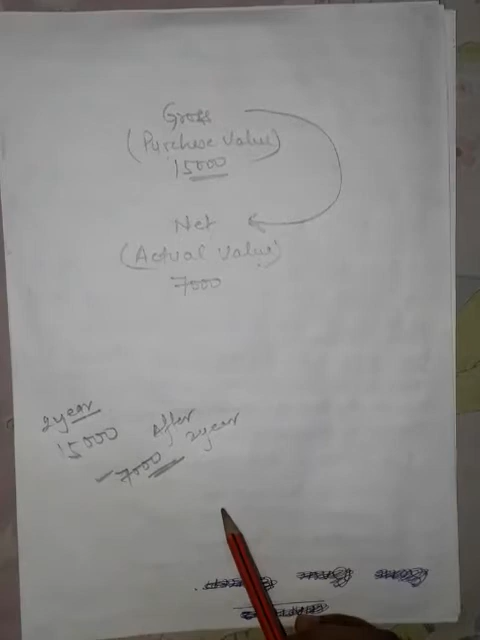 Gross
(Purchase Value)
15000
Net
(Actual Value)
7000
2year
15000
After
2year
7000